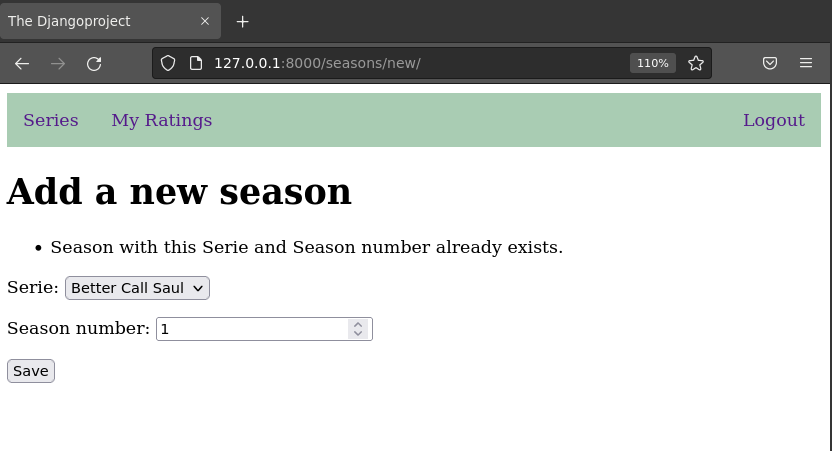 The Djangoproject
127.0.0.1:8000/seasons/new/ 110%
Series My Ratings Logout
Add a new season
• Season with this Serie and Season number already exists.
Serie: Better Call Saul
Season number: 1
Save